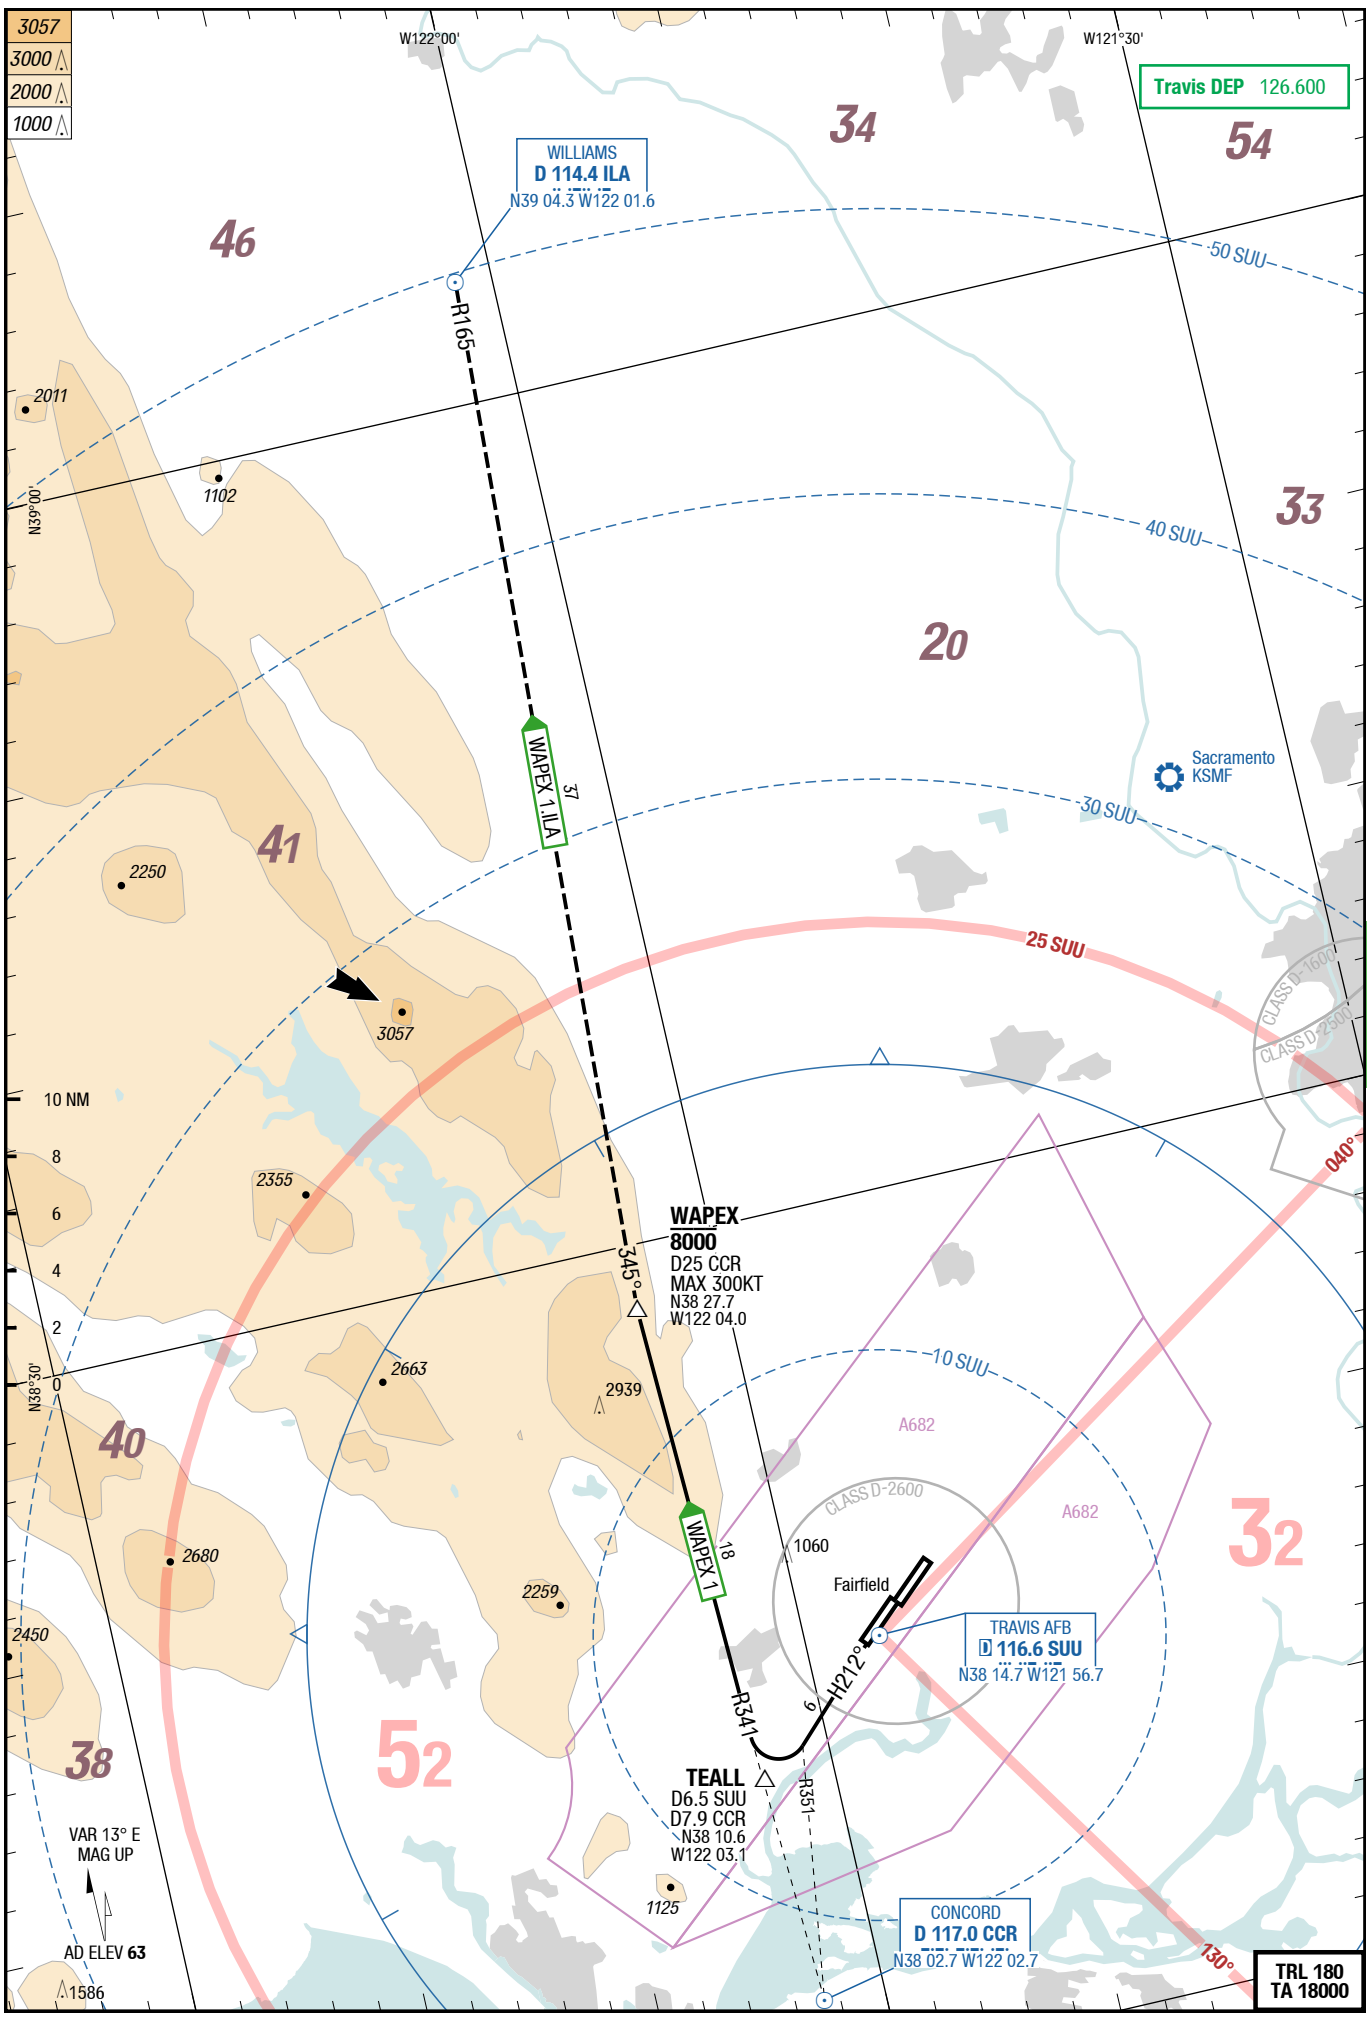 3057
3000
2000
1000
W122°00'
W121°30'
Travis DEP 126.600
34
54
WILLIAMS
D 114.4 ILA
N39 04.3 W122 01.6
46
50 SUU
R165
2011
1102
N39°00'
33
40 SUU
20
Sacramento
KSMF
WAPEX 1.ILA
37
30 SUU
41
2250
25 SUU
CLASS D-1600
CLASS D-2500
3057
10 NM
8
6
4
2
0
2355
040°
WAPEX
8000
D25 CCR
MAX 300KT
N38 27.7
W122 04.0
345°
N38°30'
2663
2939
10 SUU
40
A682
CLASS D-2600
A682
32
WAPEX 1
18
1060
2680
2259
Fairfield
2450
TRAVIS AFB
D 116.6 SUU
N38 14.7 W121 56.7
H212°
6
R341
R351
52
38
TEALL
D6.5 SUU
D7.9 CCR
N38 10.6
W122 03.1
VAR 13° E
MAG UP
1125
CONCORD
D 117.0 CCR
N38 02.7 W122 02.7
AD ELEV 63
130°
1586
TRL 180
TA 18000